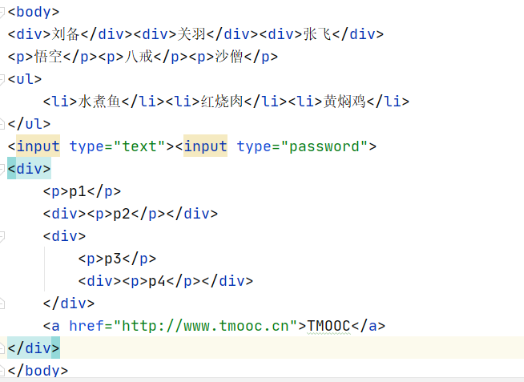 <body>
<div>刘备</div><div>关羽</div><div>张飞</div>
<p>悟空</p><p>八戒</p><p>沙僧</p>
<ul>
    <li>水煮鱼</li><li>红烧肉</li><li>黄焖鸡</li>
</ul>
<input type="text"><input type="password">
<div>
    <p>p1</p>
    <div><p>p2</p></div>
    <div>
        <p>p3</p>
        <div><p>p4</p></div>
    </div>
    <a href="http://www.tmooc.cn">TMOOC</a>
</div>
</body>